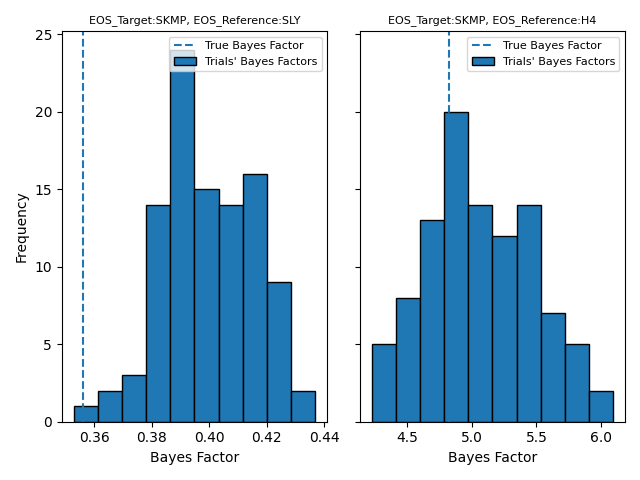 EOS_Target:SKMP, EOS_Reference:SLY
EOS_Target:SKMP, EOS_Reference:H4
True Bayes Factor
Trials' Bayes Factors
True Bayes Factor
Trials' Bayes Factors
Frequency
25
20
15
10
5
0
0.36 0.38 0.40 0.42 0.44
4.5 5.0 5.5 6.0
Bayes Factor
Bayes Factor